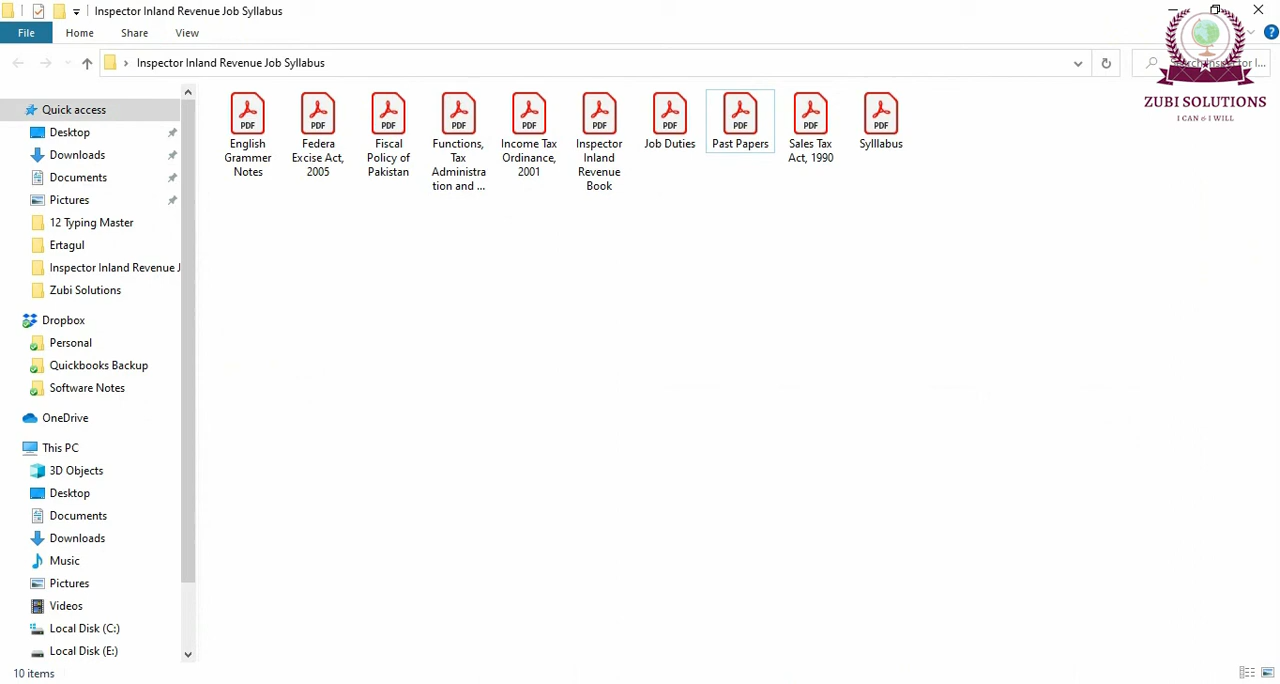 Inspector Inland Revenue Job Syllabus
File
Home
Share
View
Inspector Inland Revenue Job Syllabus
ZUBI SOLUTIONS
I CAN & I WILL
Quick access
Desktop
Downloads
Documents
Pictures
12 Typing Master
Ertagul
Inspector Inland Revenue J
Zubi Solutions
Dropbox
Personal
Quickbooks Backup
Software Notes
OneDrive
This PC
3D Objects
Desktop
Documents
Downloads
Music
Pictures
Videos
Local Disk (C:)
Local Disk (E:)
PDF
English
Grammer
Notes
PDF
Federa
Excise Act,
2005
PDF
Fiscal
Policy of
Pakistan
PDF
Functions,
Tax
Administra
tion and ...
PDF
Income Tax
Ordinance,
2001
PDF
Inspector
Inland
Revenue
Book
PDF
Job Duties
PDF
Past Papers
PDF
Sales Tax
Act, 1990
PDF
Sylllabus
10 items